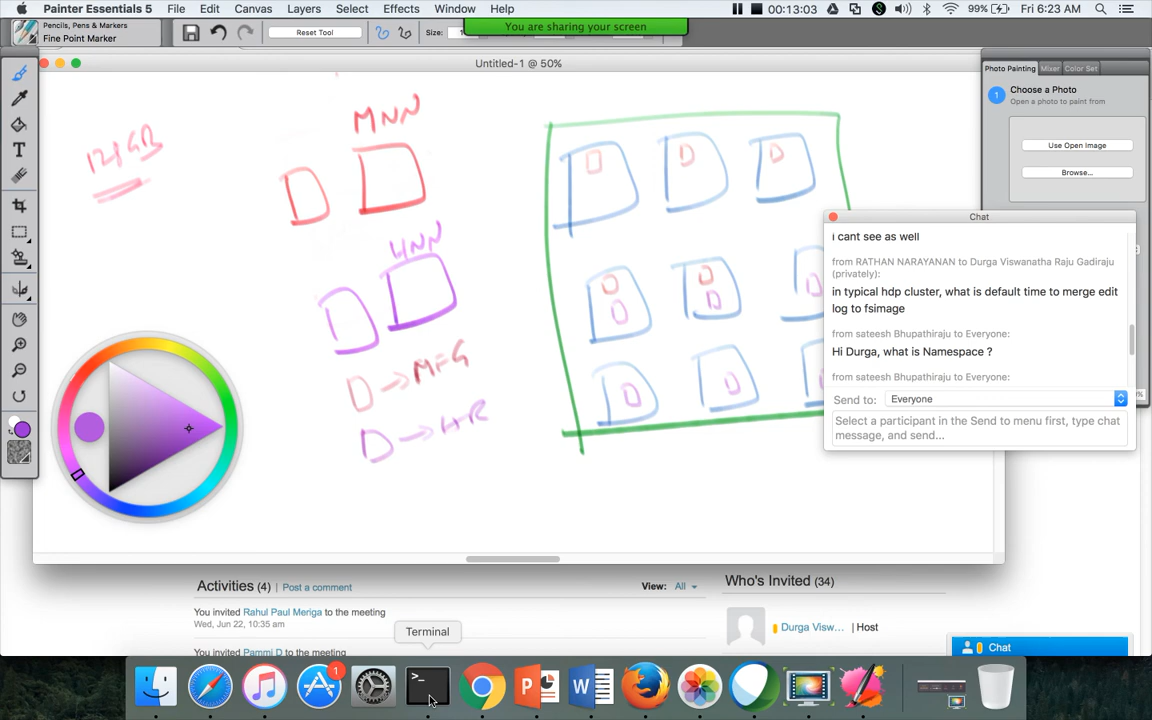 Painter Essentials 5 File Edit Canvas Layers Select Effects Window Help 00:13:03 99% Fri 6:23 AM
Pencils, Pens & Markers
Fine Point Marker
Reset Tool
Size:
You are sharing your screen
Untitled-1 @ 50%
128GB
MNN
HNN
D → MFG
D → HR
D D D
D D
D D D
D D
Photo Painting Mixer Color Set
1 Choose a Photo
Open a photo to paint from
Use Open Image
Browse...
Chat
i cant see as well
from RATHAN NARAYANAN to Durga Viswanatha Raju Gadiraju
(privately):
in typical hdp cluster, what is default time to merge edit
log to fsimage
from sateesh Bhupathiraju to Everyone:
Hi Durga, what is Namespace ?
from sateesh Bhupathiraju to Everyone:
Send to: Everyone
Select a participant in the Send to menu first, type chat
message, and send...
Activities (4) | Post a comment View: All
You invited Rahul Paul Meriga to the meeting
Wed, Jun 22, 10:35 am
You invited Pammi D to the meeting
Who's Invited (34)
Durga Visw... | Host
Terminal
Chat
1